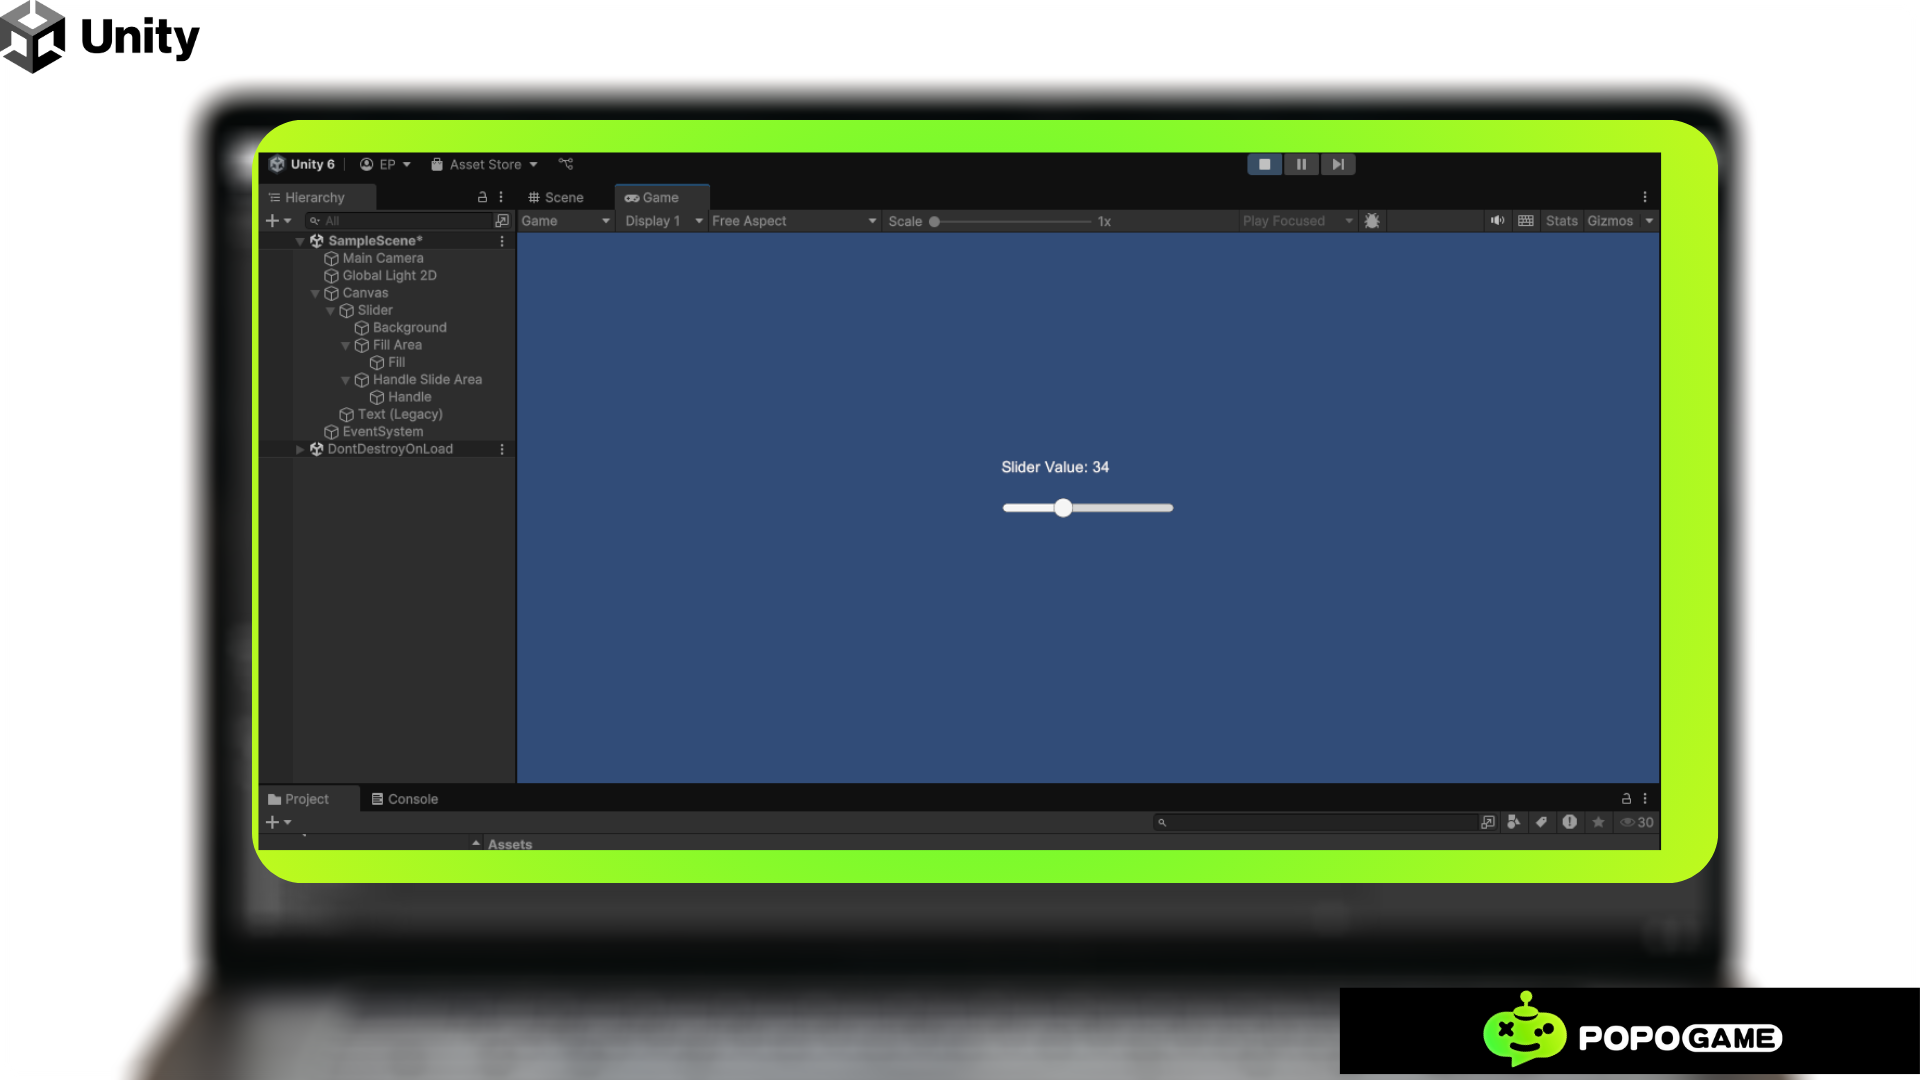 Unity
Unity 6 EP Asset Store
Hierarchy Scene Game
All Game Display 1 Free Aspect Scale 1x Play Focused Stats Gizmos
SampleScene*
Main Camera
Global Light 2D
Canvas
Slider
Background
Fill Area
Fill
Handle Slide Area
Handle
Text (Legacy)
EventSystem
DontDestroyOnLoad
Slider Value: 34
Project Console
30
Assets
POPOGAME